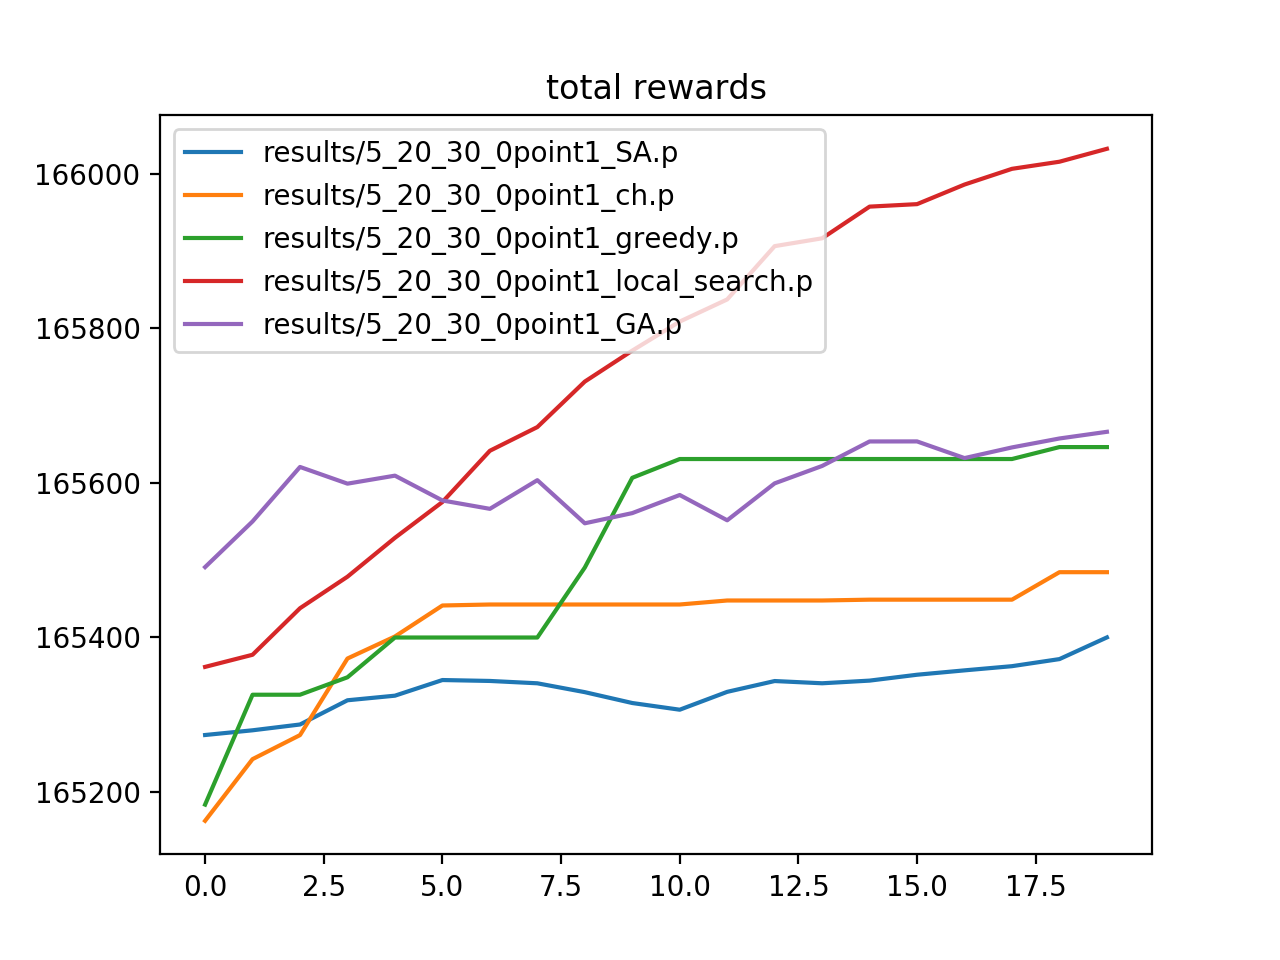 total rewards
results/5_20_30_0point1_SA.p
results/5_20_30_0point1_ch.p
results/5_20_30_0point1_greedy.p
results/5_20_30_0point1_local_search.p
results/5_20_30_0point1_GA.p
166000
165800
165600
165400
165200
0.0 2.5 5.0 7.5 10.0 12.5 15.0 17.5